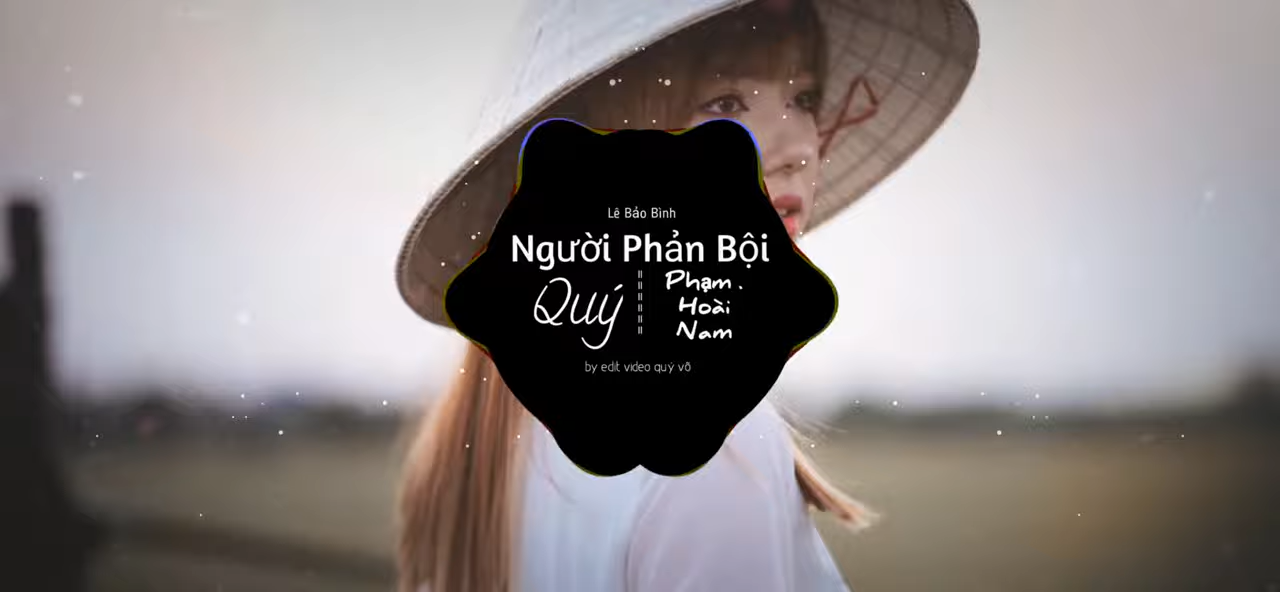 Lê Bảo Bình
Người Phản Bội
Quý
Phạm.
Hoài
Nam
by edit video quý võ